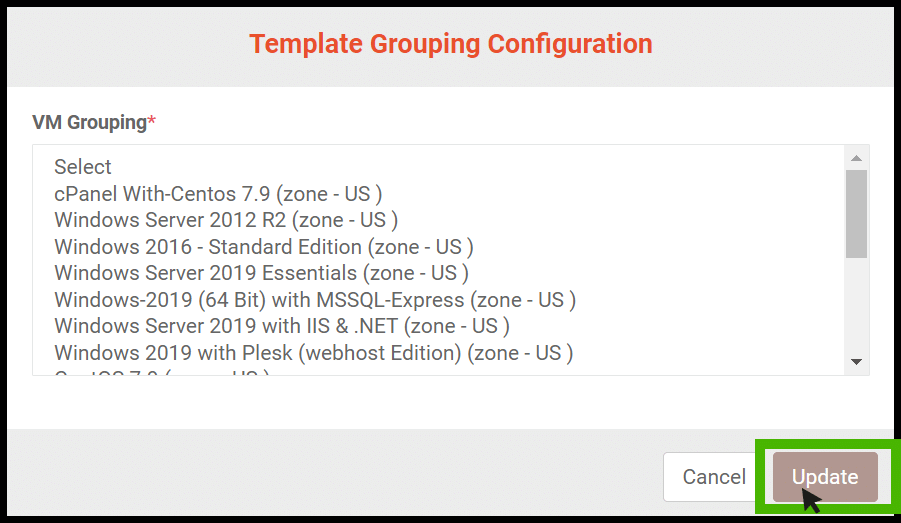 Template Grouping Configuration
VM Grouping*
Select
cPanel With-Centos 7.9 (zone - US )
Windows Server 2012 R2 (zone - US )
Windows 2016 - Standard Edition (zone - US )
Windows Server 2019 Essentials (zone - US )
Windows-2019 (64 Bit) with MSSQL-Express (zone - US )
Windows Server 2019 with IIS & .NET (zone - US )
Windows 2019 with Plesk (webhost Edition) (zone - US )
Cancel Update